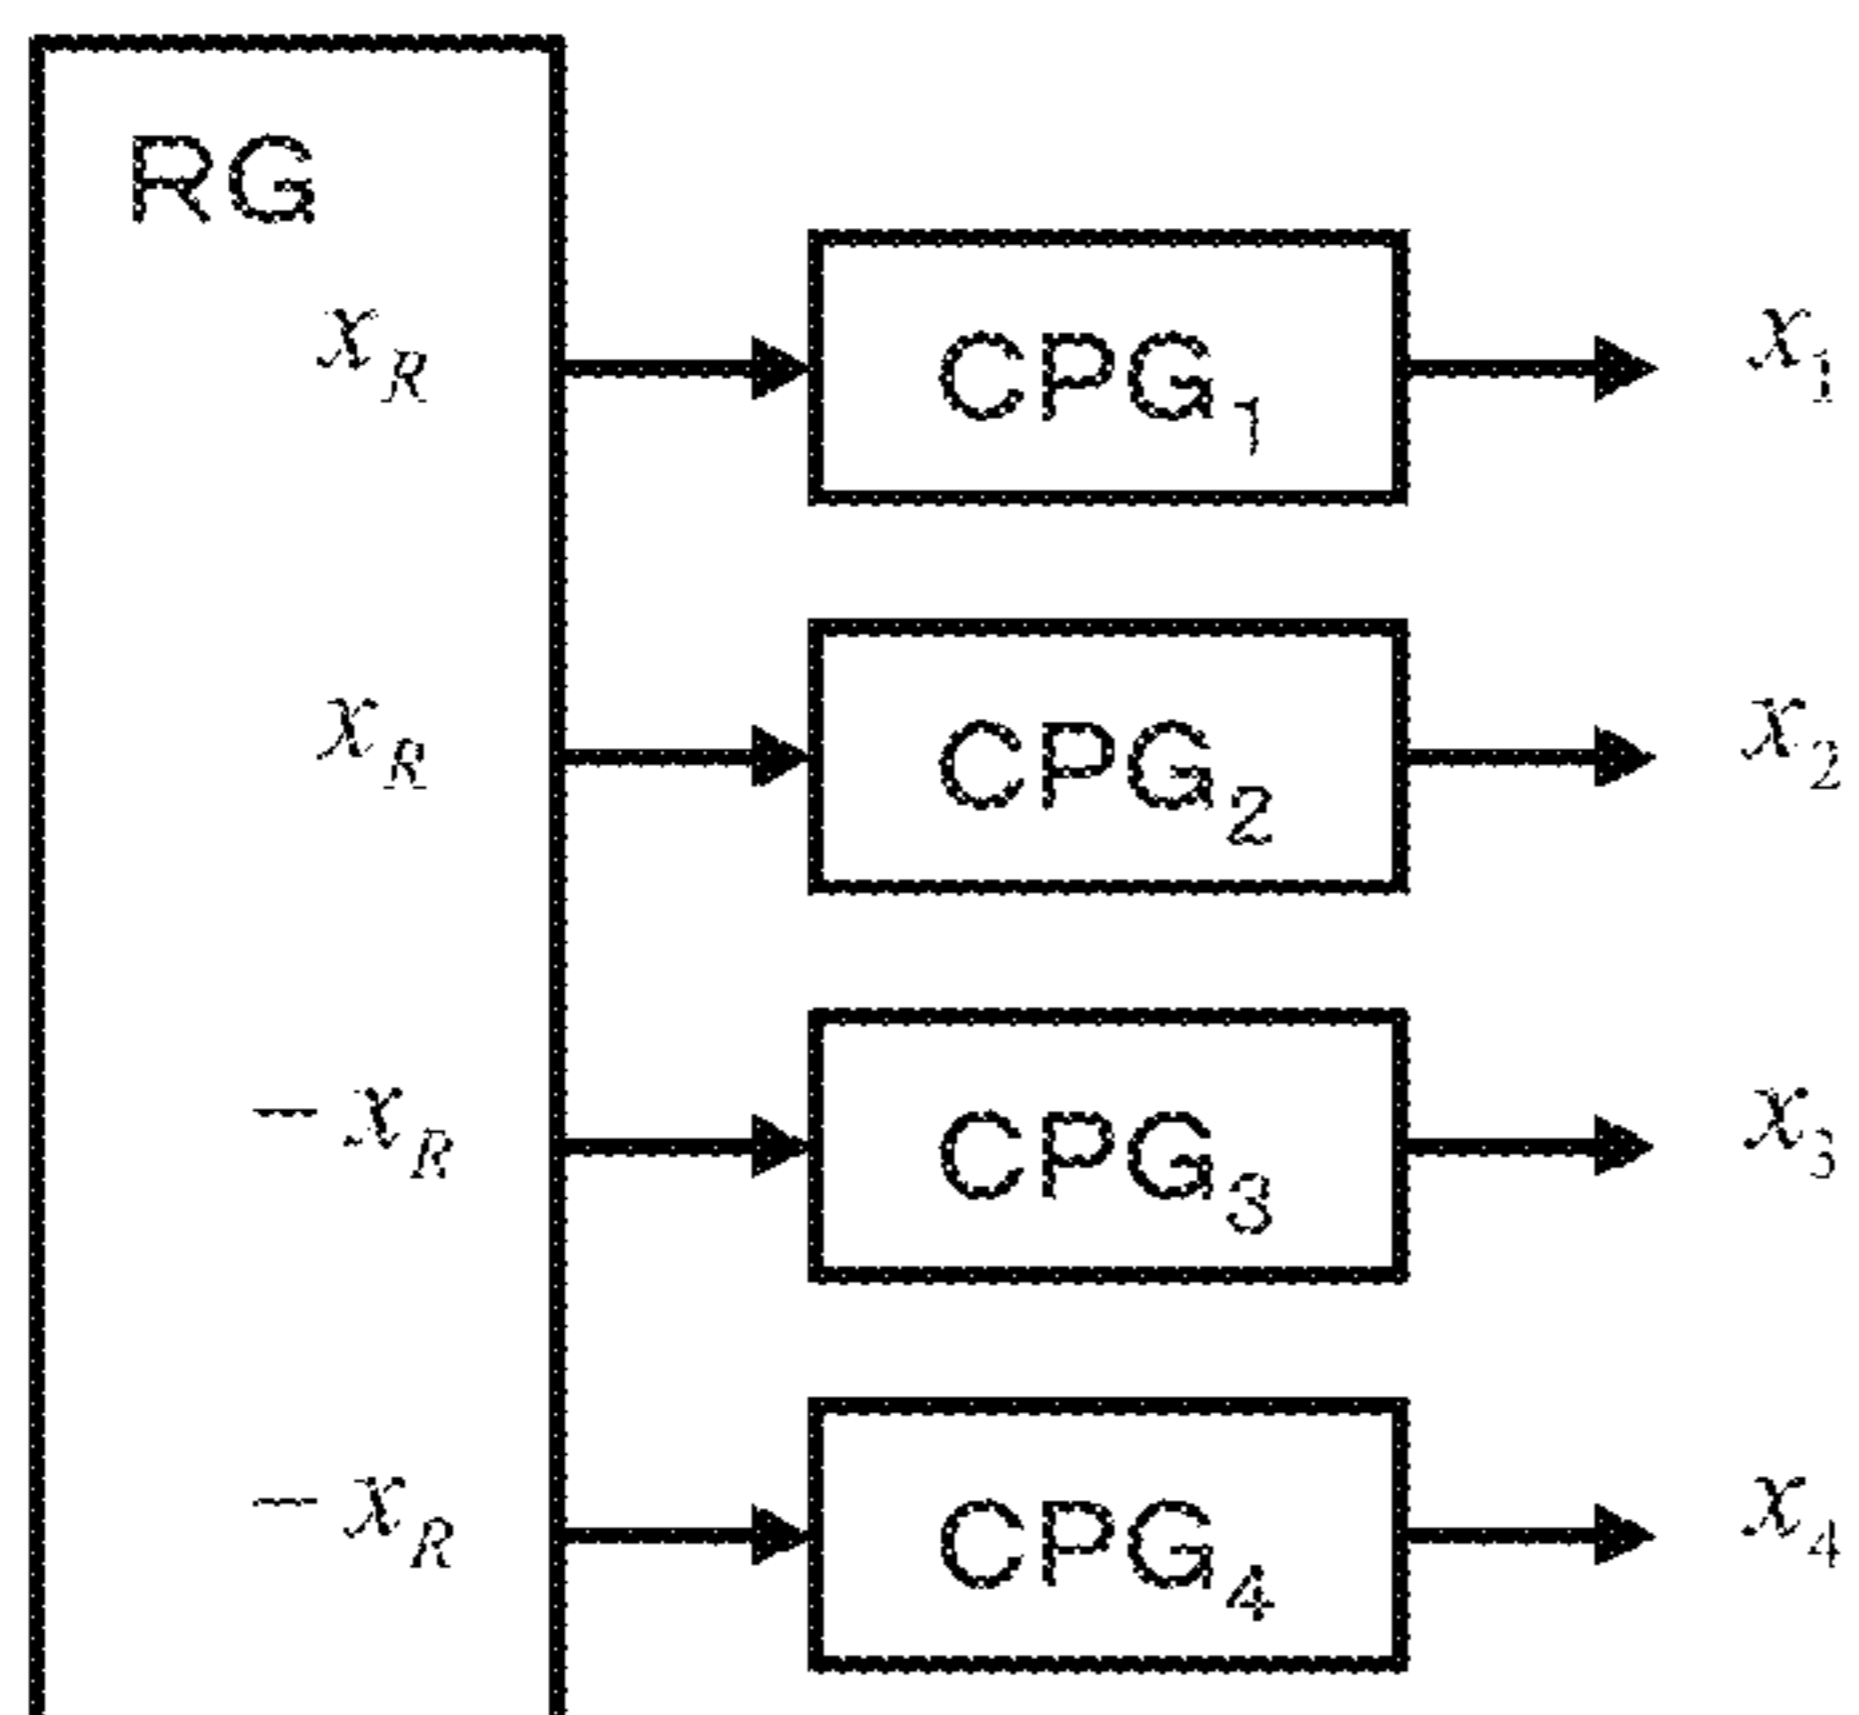 RG
x_R CPG_1 x_1
x_R CPG_2 x_2
−x_R CPG_3 x_3
−x_R CPG_4 x_4